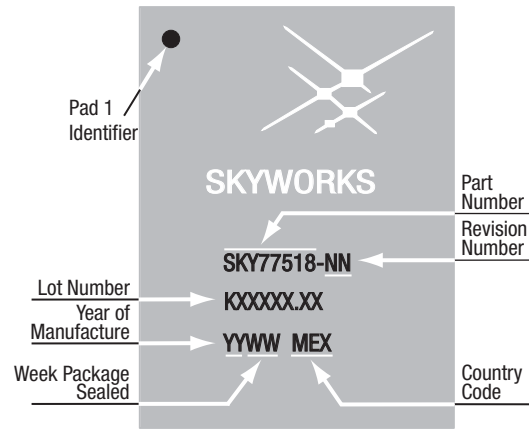 Pad 1
Identifier
SKYWORKS
Part
Number
Revision
Number
SKY77518-NN
Lot Number
KXXXXX.XX
Year of
Manufacture
YYWW MEX
Week Package
Sealed
Country
Code